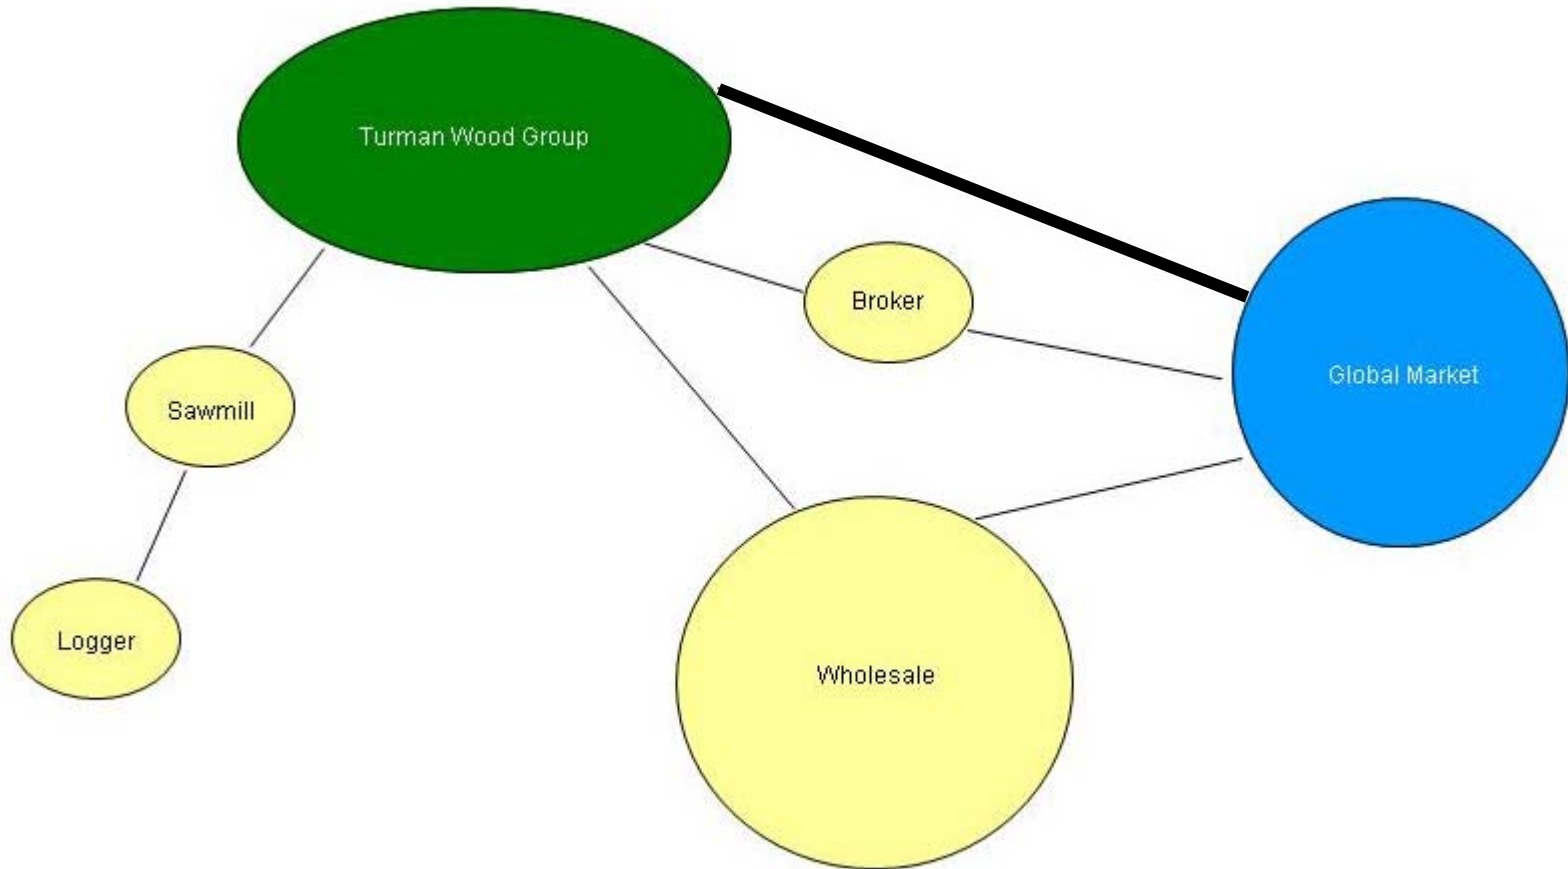 Turman Wood Group
Broker
Global Market
Sawmill
Logger
Wholesale